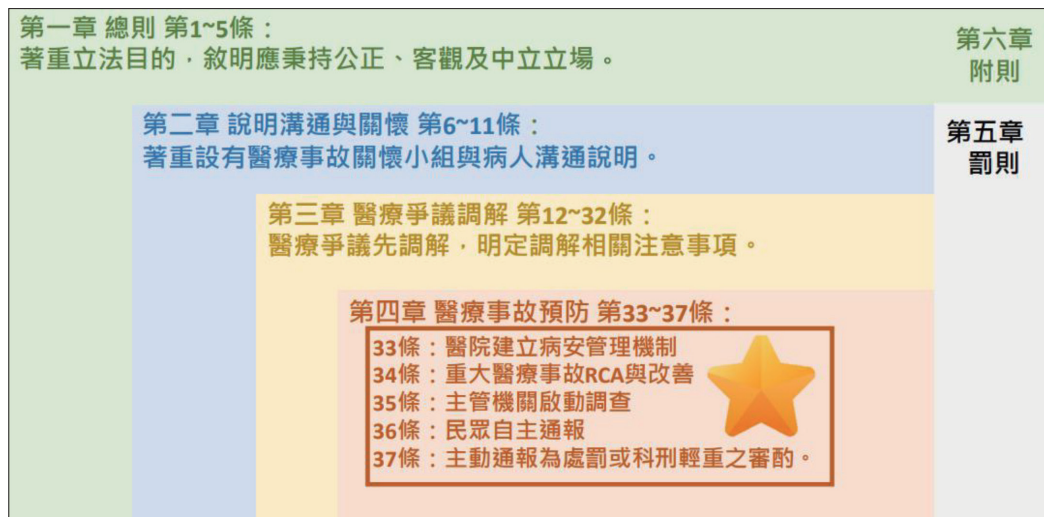 第一章 總則 第1~5條：
著重立法目的，敘明應秉持公正、客觀及中立立場。
第六章
附則
第二章 說明溝通與關懷 第6~11條：
著重設有醫療事故關懷小組與病人溝通說明。
第五章
罰則
第三章 醫療爭議調解 第12~32條：
醫療爭議先調解，明定調解相關注意事項。
第四章 醫療事故預防 第33~37條：
33條：醫院建立病安管理機制
34條：重大醫療事故RCA與改善
35條：主管機關啟動調查
36條：民眾自主通報
37條：主動通報為處罰或科刑輕重之審酌。